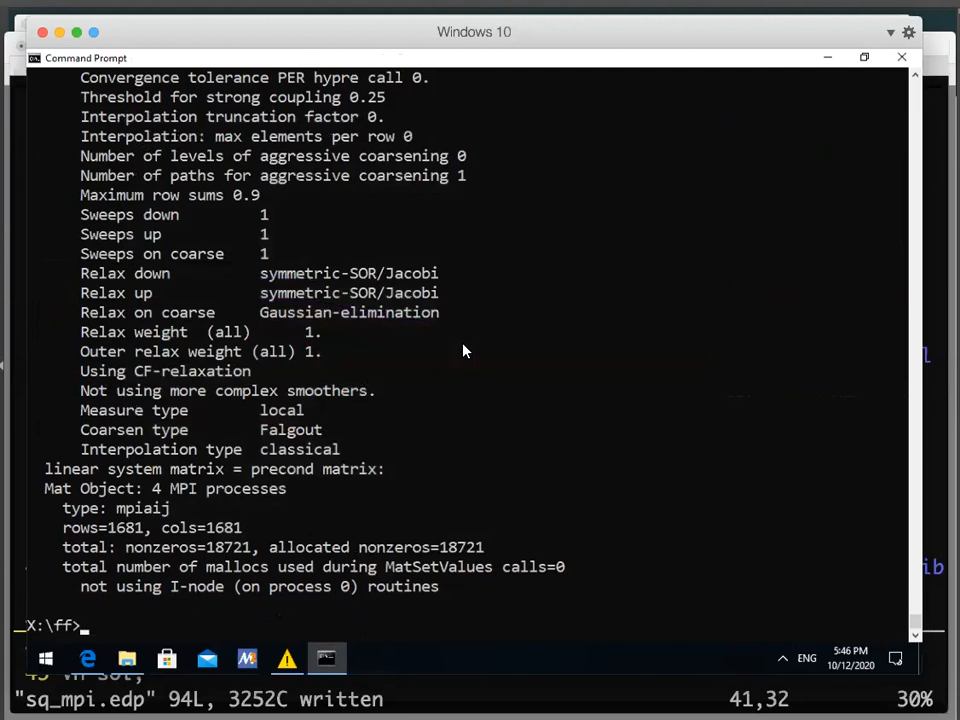 Windows 10
Command Prompt
Convergence tolerance PER hypre call 0.
Threshold for strong coupling 0.25
Interpolation truncation factor 0.
Interpolation: max elements per row 0
Number of levels of aggressive coarsening 0
Number of paths for aggressive coarsening 1
Maximum row sums 0.9
Sweeps down 1
Sweeps up 1
Sweeps on coarse 1
Relax down symmetric-SOR/Jacobi
Relax up symmetric-SOR/Jacobi
Relax on coarse Gaussian-elimination
Relax weight (all) 1.
Outer relax weight (all) 1.
Using CF-relaxation
Not using more complex smoothers.
Measure type local
Coarsen type Falgout
Interpolation type classical
linear system matrix = precond matrix:
Mat Object: 4 MPI processes
type: mpiaij
rows=1681, cols=1681
total: nonzeros=18721, allocated nonzeros=18721
total number of mallocs used during MatSetValues calls=0
not using I-node (on process 0) routines
X:\ff>
ENG
5:46 PM
10/12/2020
"sq_mpi.edp" 94L, 3252C written 41,32 30%